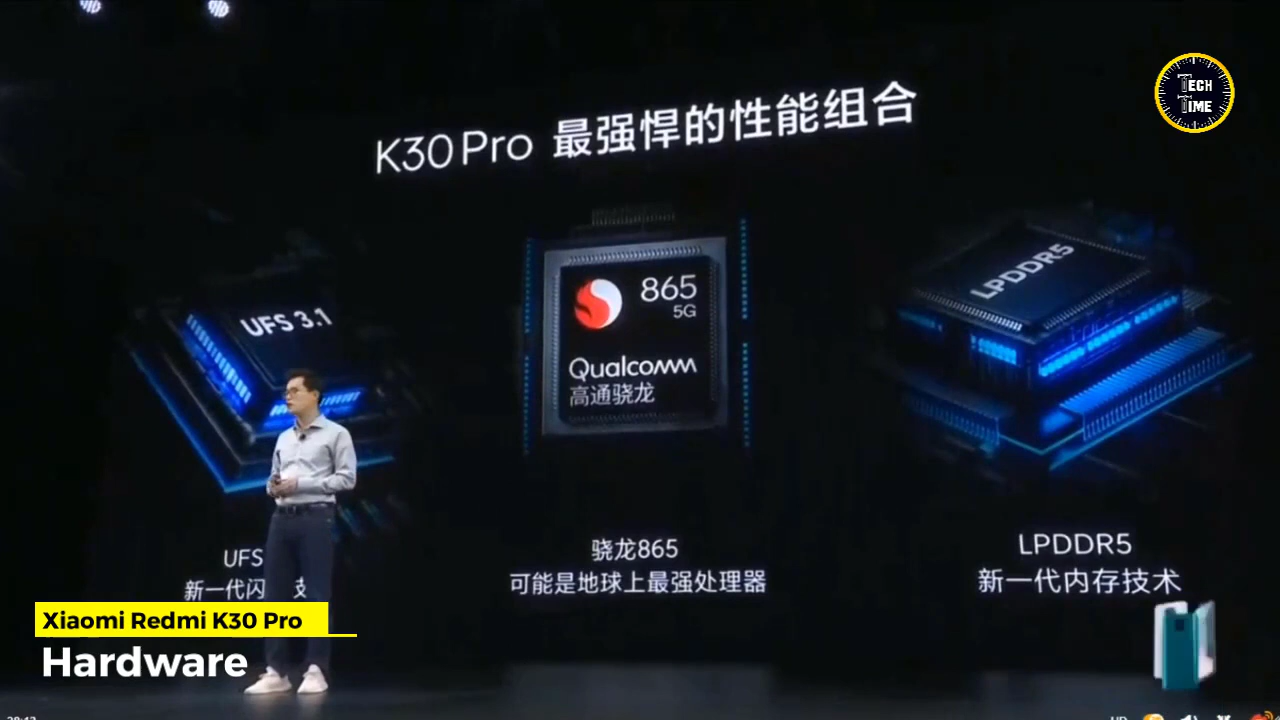 TECH
TIME
K30 Pro 最强悍的性能组合
UFS 3.1
865
5G
Qualcomm
高通骁龙
LPDDR5
UFS
新一代闪
骁龙865
可能是地球上最强处理器
LPDDR5
新一代内存技术
Xiaomi Redmi K30 Pro
Hardware